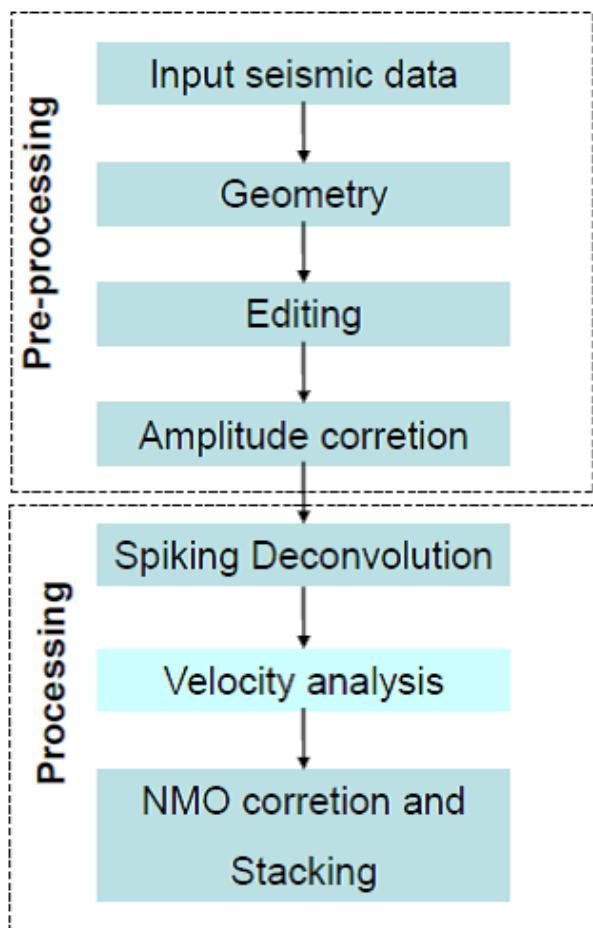 Pre-processing
Input seismic data
Geometry
Editing
Amplitude corretion
Processing
Spiking Deconvolution
Velocity analysis
NMO corretion and
Stacking